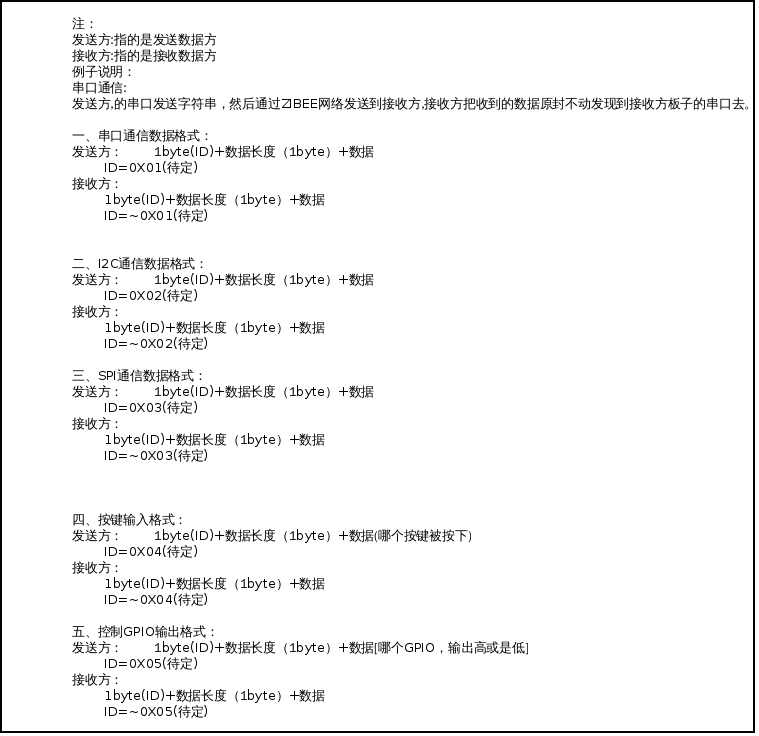 注：
发送方:指的是发送数据方
接收方:指的是接收数据方
例子说明：
串口通信:
发送方,的串口发送字符串，然后通过ZIBEE网络发送到接收方,接收方把收到的数据原封不动发现到接收方板子的串口去。
一、串口通信数据格式：
发送方： 1byte(ID)+数据长度（1byte）+数据
ID=0X01(待定)
接收方：
1byte(ID)+数据长度（1byte）+数据
ID=~0X01(待定)
二、I2C通信数据格式：
发送方： 1byte(ID)+数据长度（1byte）+数据
ID=0X02(待定)
接收方：
1byte(ID)+数据长度（1byte）+数据
ID=~0X02(待定)
三、SPI通信数据格式：
发送方： 1byte(ID)+数据长度（1byte）+数据
ID=0X03(待定)
接收方：
1byte(ID)+数据长度（1byte）+数据
ID=~0X03(待定)
四、按键输入格式：
发送方： 1byte(ID)+数据长度（1byte）+数据(哪个按键被按下)
ID=0X04(待定)
接收方：
1byte(ID)+数据长度（1byte）+数据
ID=~0X04(待定)
五、控制GPIO输出格式：
发送方： 1byte(ID)+数据长度（1byte）+数据[哪个GPIO，输出高或是低]
ID=0X05(待定)
接收方：
1byte(ID)+数据长度（1byte）+数据
ID=~0X05(待定)